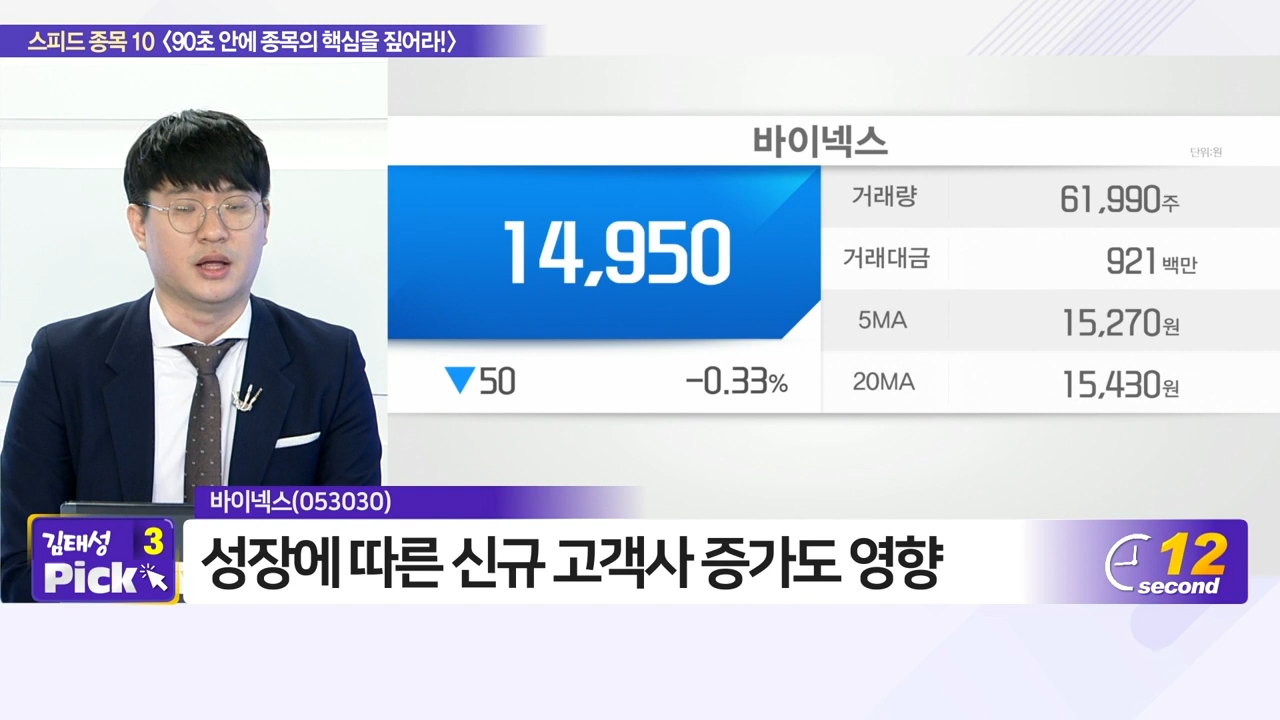 스피드 종목 10 <90초 안에 종목의 핵심을 짚어라!>
바이넥스
단위:원
14,950
▼50 -0.33%
거래량 61,990주
거래대금 921백만
5MA 15,270원
20MA 15,430원
바이넥스(053030)
김태성 3
Pick
성장에 따른 신규 고객사 증가도 영향
12
second